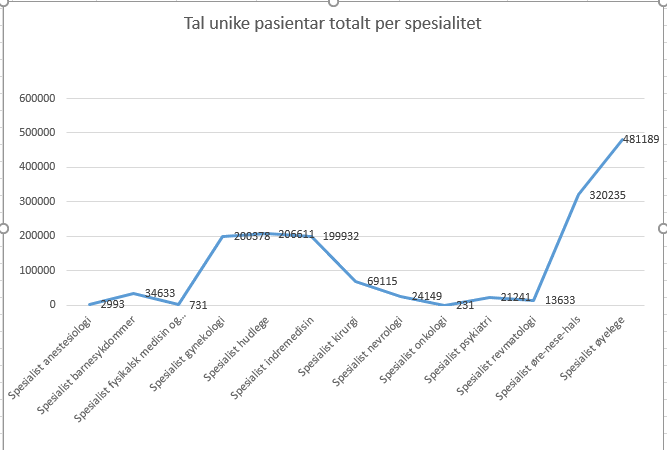 Tal unike pasientar totalt per spesialitet
600000
500000
400000
300000
200000
100000
0
2993
34633
731
200378
206611
199932
69115
24149
231
21241
13633
320235
481189
Spesialist anestesiologi
Spesialist barnesykdommer
Spesialist fysikalsk medisin og...
Spesialist gynekologi
Spesialist hudlege
Spesialist indremedisin
Spesialist kirurgi
Spesialist nevrologi
Spesialist onkologi
Spesialist psykiatri
Spesialist revmatologi
Spesialist øre-nese-hals
Spesialist øyelege